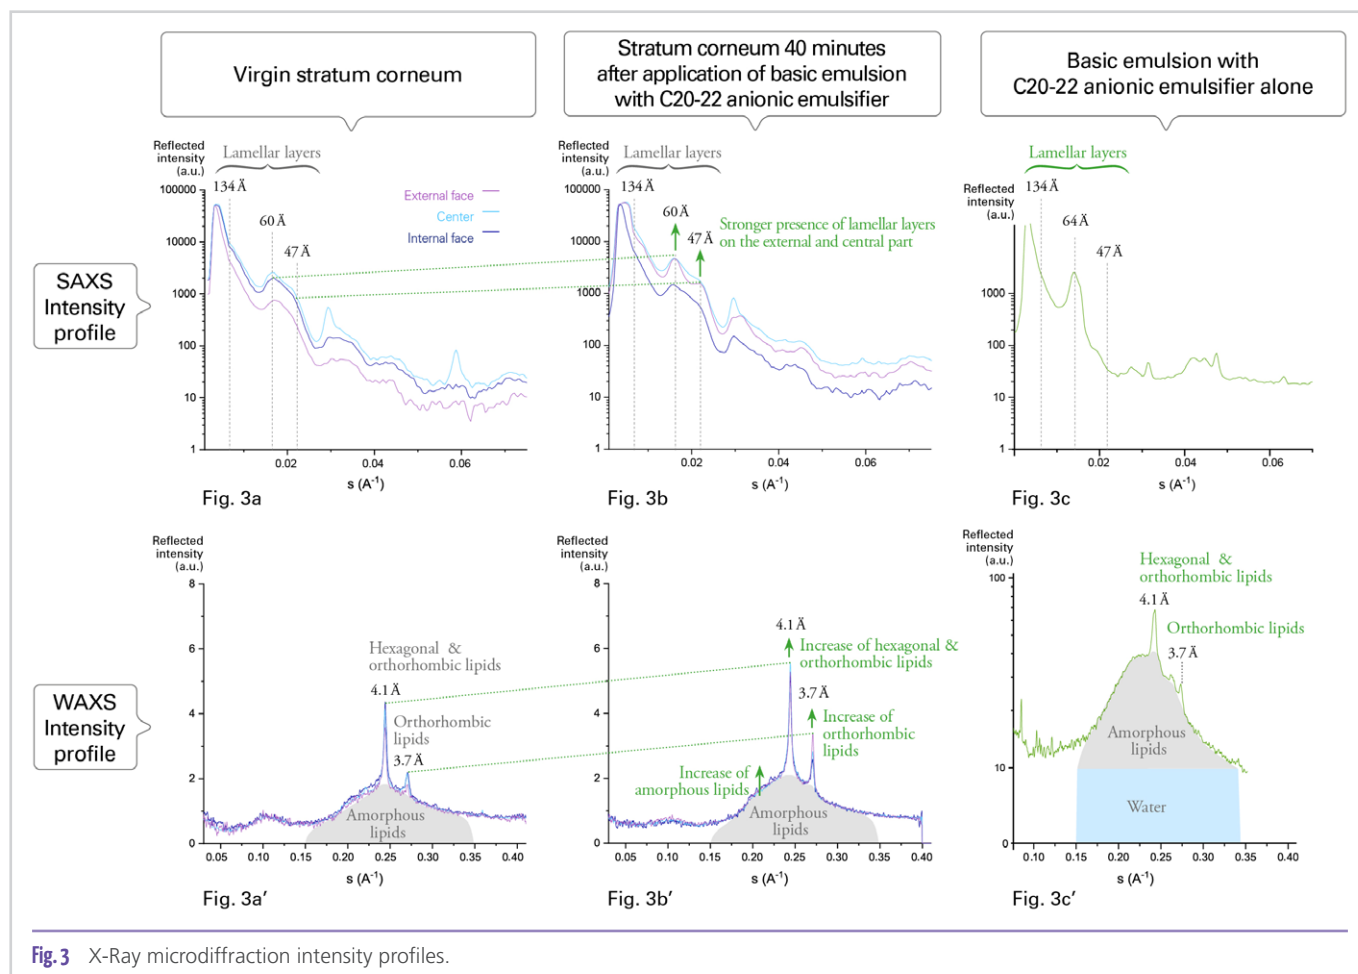 Virgin stratum corneum
Stratum corneum 40 minutes
after application of basic emulsion
with C20-22 anionic emulsifier
Basic emulsion with
C20-22 anionic emulsifier alone
SAXS
Intensity
profile
Reflected
intensity
(a.u.)
Lamellar layers
134 Ä
60 Ä
47 Ä
External face
Center
Internal face
100000
10000
1000
100
10
1
0.02
0.04
0.06
s (A⁻¹)
Fig. 3a
Reflected
intensity
(a.u.)
Lamellar layers
134 Ä
60 Ä
47 Ä
Stronger presence of lamellar layers
on the external and central part
100000
10000
1000
100
10
1
0.02
0.04
0.06
s (A⁻¹)
Fig. 3b
Lamellar layers
134 Ä
Reflected
intensity
(a.u.)
64 Ä
47 Ä
10000
1000
100
10
1
0.02
0.04
0.06
s (A⁻¹)
Fig. 3c
WAXS
Intensity
profile
Reflected
intensity
(a.u.)
8
6
4
2
0
Hexagonal &
orthorhombic lipids
4.1 Ä
Orthorhombic
lipids
3.7 Ä
Amorphous
lipids
0.05
0.10
0.15
0.20
0.25
0.30
0.35
0.40
s (A⁻¹)
Fig. 3a′
Reflected
intensity
(a.u.)
8
6
4
2
0
4.1 Ä
Increase of hexagonal &
orthorhombic lipids
3.7 Ä
Increase of
orthorhombic
lipids
Increase of
amorphous lipids
Amorphous
lipids
0.05
0.10
0.15
0.20
0.25
0.30
0.35
0.40
s (A⁻¹)
Fig. 3b′
Reflected
intensity
(a.u.)
100
10
0
Hexagonal &
orthorhombic lipids
4.1 Ä
Orthorhombic lipids
3.7 Ä
Amorphous
lipids
Water
0.10
0.15
0.20
0.25
0.30
0.35
0.40
s (A⁻¹)
Fig. 3c′
Fig. 3 X-Ray microdiffraction intensity profiles.